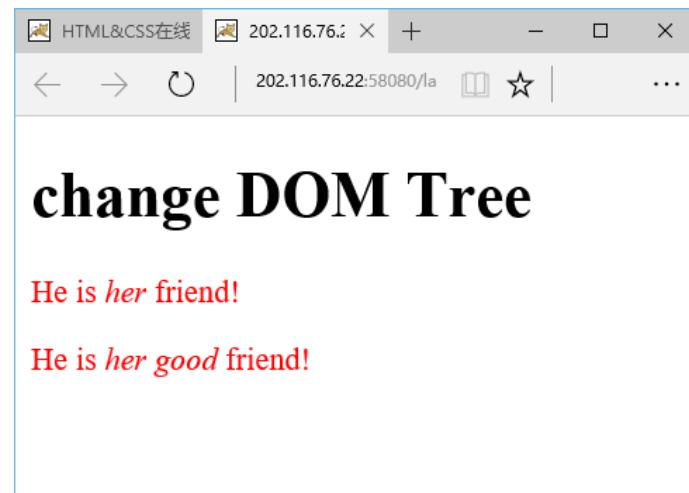 HTML&CSS在线 202.116.76.2
202.116.76.22:58080/la
change DOM Tree
He is her friend!
He is her good friend!